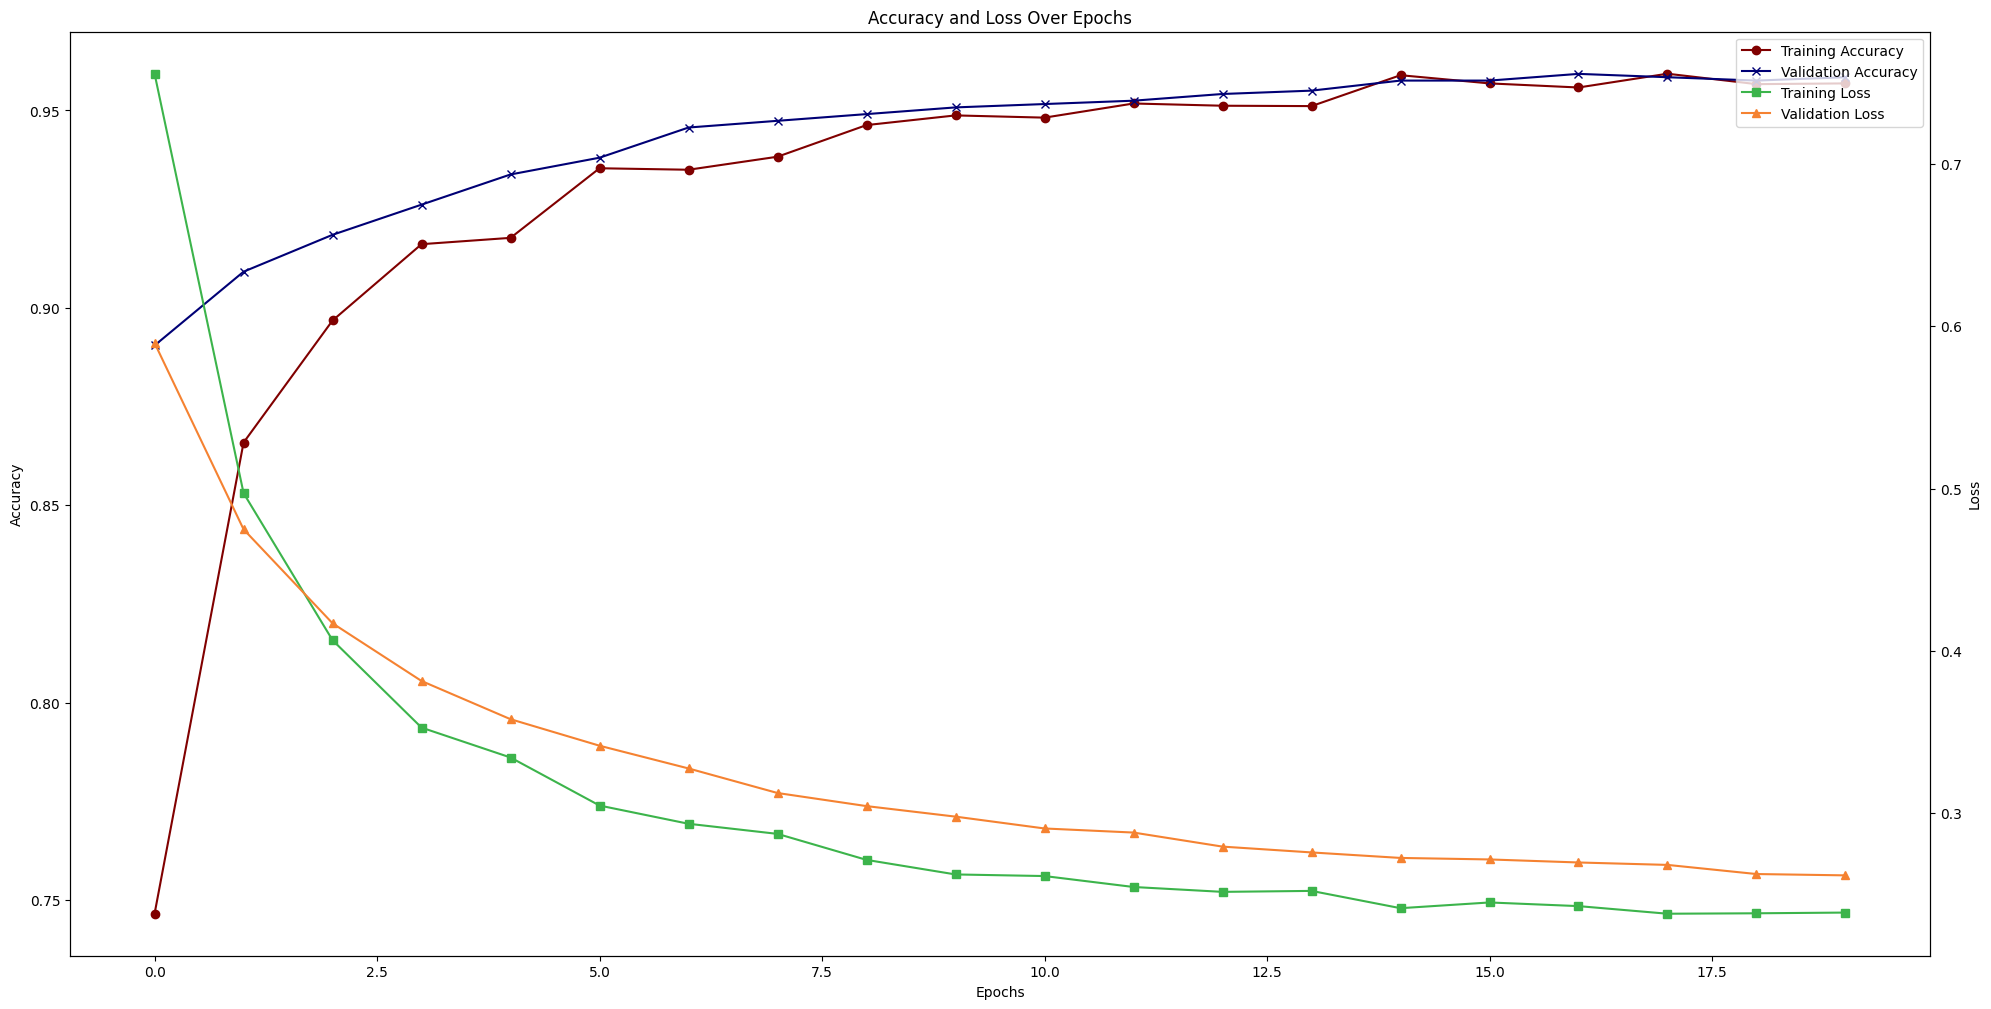 Accuracy and Loss Over Epochs
Training Accuracy
Validation Accuracy
Training Loss
Validation Loss
0.95
0.90
0.85
0.80
0.75
Accuracy
0.7
0.6
0.5
0.4
0.3
Loss
0.0 2.5 5.0 7.5 10.0 12.5 15.0 17.5
Epochs